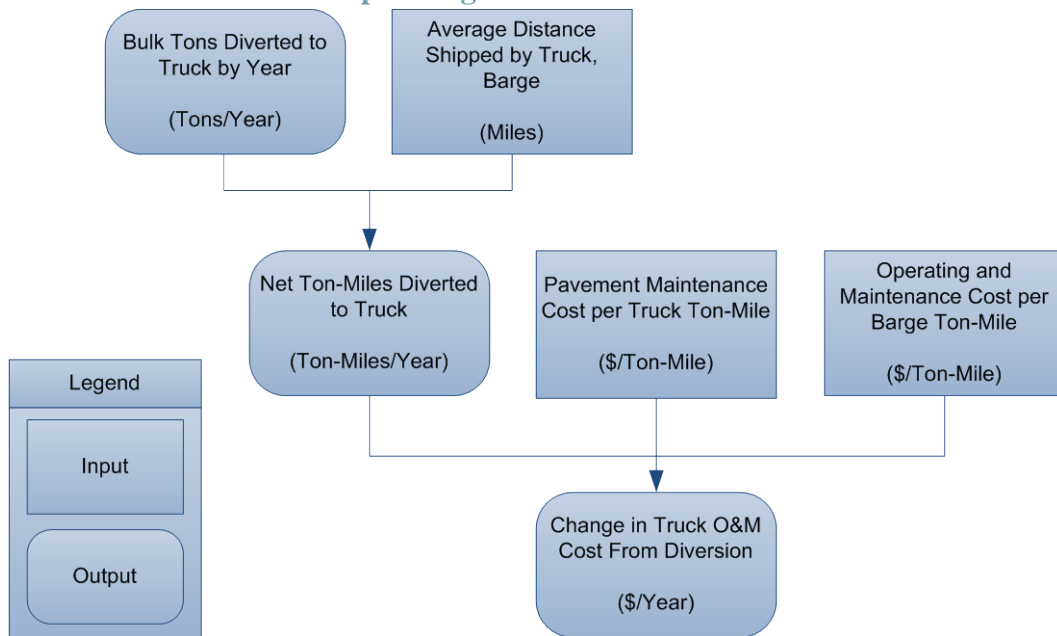 Bulk Tons Diverted to
Truck by Year
(Tons/Year)
Average Distance
Shipped by Truck,
Barge
(Miles)
Net Ton-Miles Diverted
to Truck
(Ton-Miles/Year)
Pavement Maintenance
Cost per Truck Ton-Mile
($/Ton-Mile)
Operating and
Maintenance Cost per
Barge Ton-Mile
($/Ton-Mile)
Legend
Input
Output
Change in Truck O&M
Cost From Diversion
($/Year)